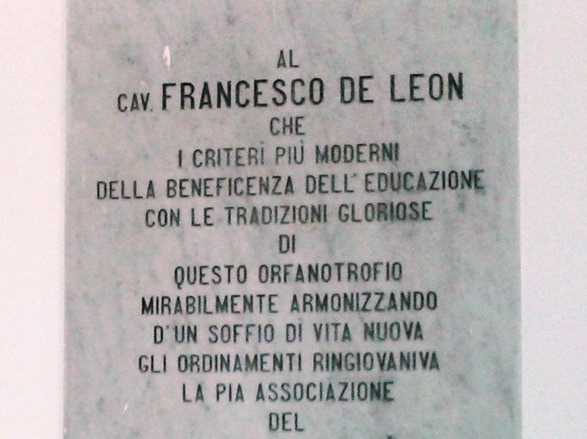 AL
CAV. FRANCESCO DE LEON
CHE
I CRITERI PIÙ MODERNI
DELLA BENEFICENZA DELL'EDUCAZIONE
CON LE TRADIZIONI GLORIOSE
DI
QUESTO ORFANOTROFIO
MIRABILMENTE ARMONIZZANDO
D'UN SOFFIO DI VITA NUOVA
GLI ORDINAMENTI RINGIOVANIVA
LA PIA ASSOCIAZIONE
DEL